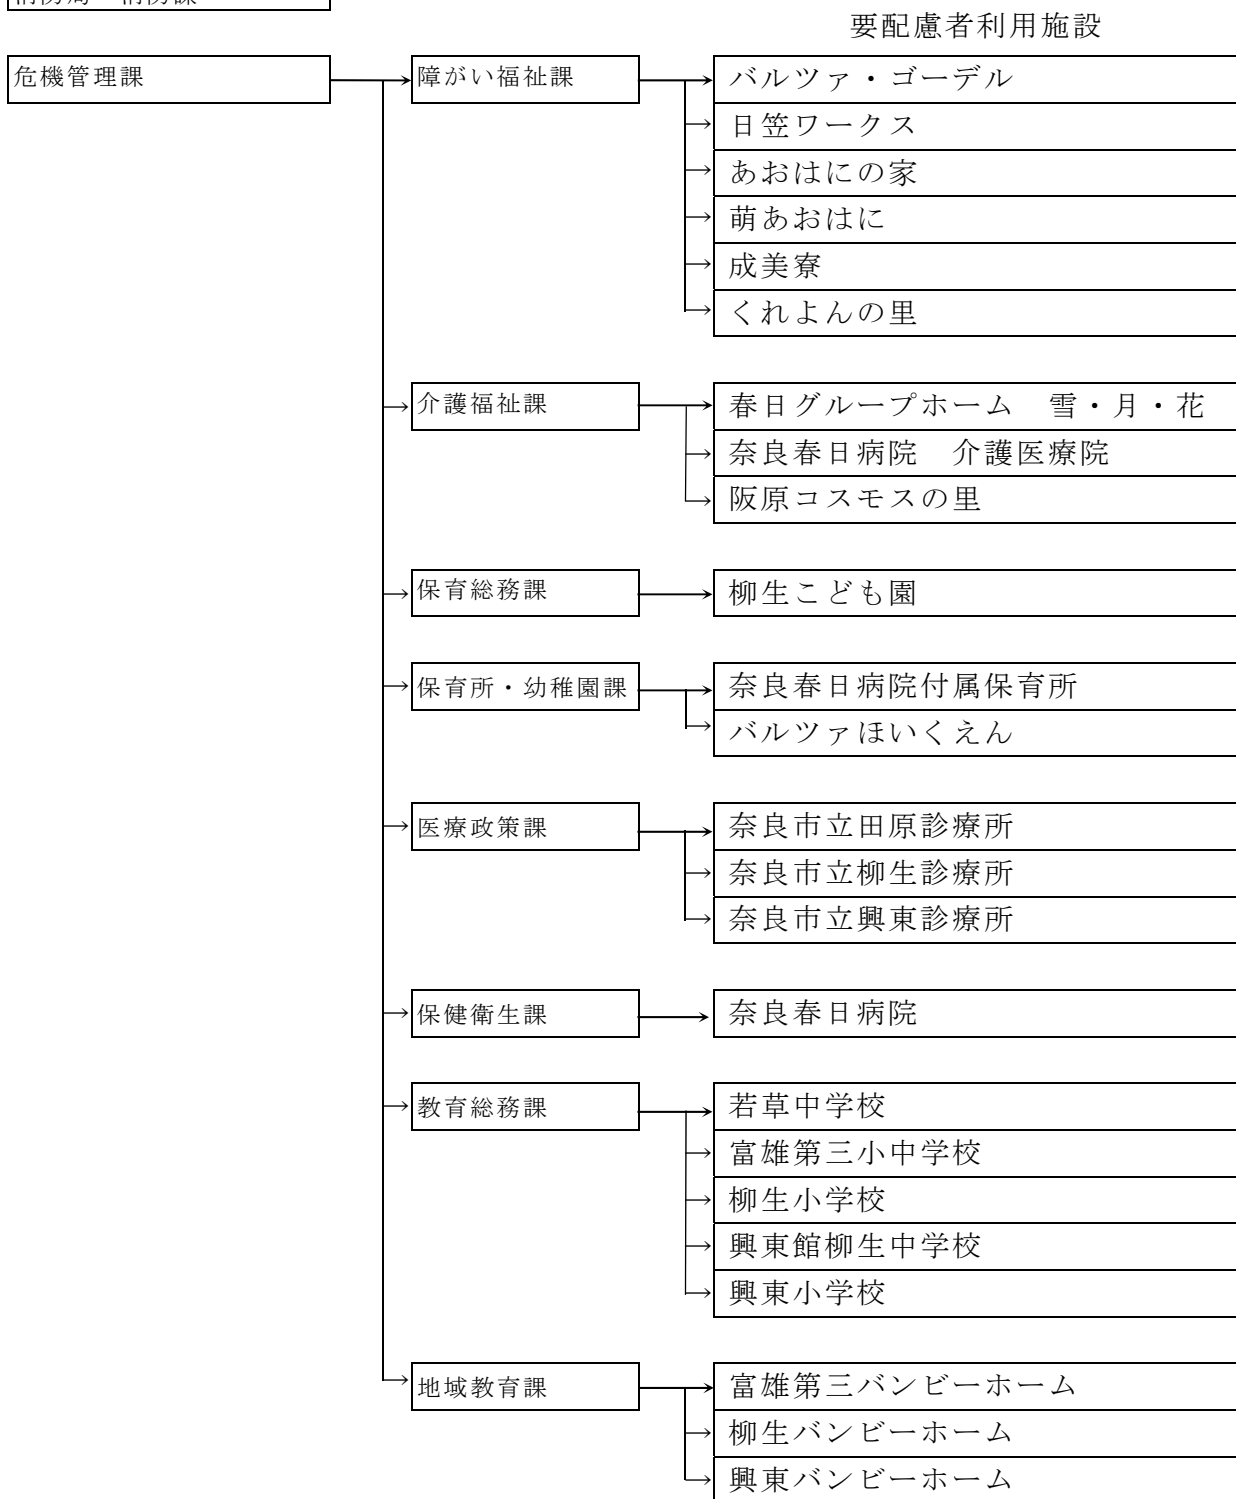 消防局　消防課
要配慮者利用施設
危機管理課
障がい福祉課
バルツァ・ゴーデル
日笠ワークス
あおはにの家
萌あおはに
成美寮
くれよんの里
介護福祉課
春日グループホーム　雪・月・花
奈良春日病院　介護医療院
阪原コスモスの里
保育総務課
柳生こども園
保育所・幼稚園課
奈良春日病院付属保育所
バルツァほいくえん
医療政策課
奈良市立田原診療所
奈良市立柳生診療所
奈良市立興東診療所
保健衛生課
奈良春日病院
教育総務課
若草中学校
富雄第三小中学校
柳生小学校
興東館柳生中学校
興東小学校
地域教育課
富雄第三バンビーホーム
柳生バンビーホーム
興東バンビーホーム